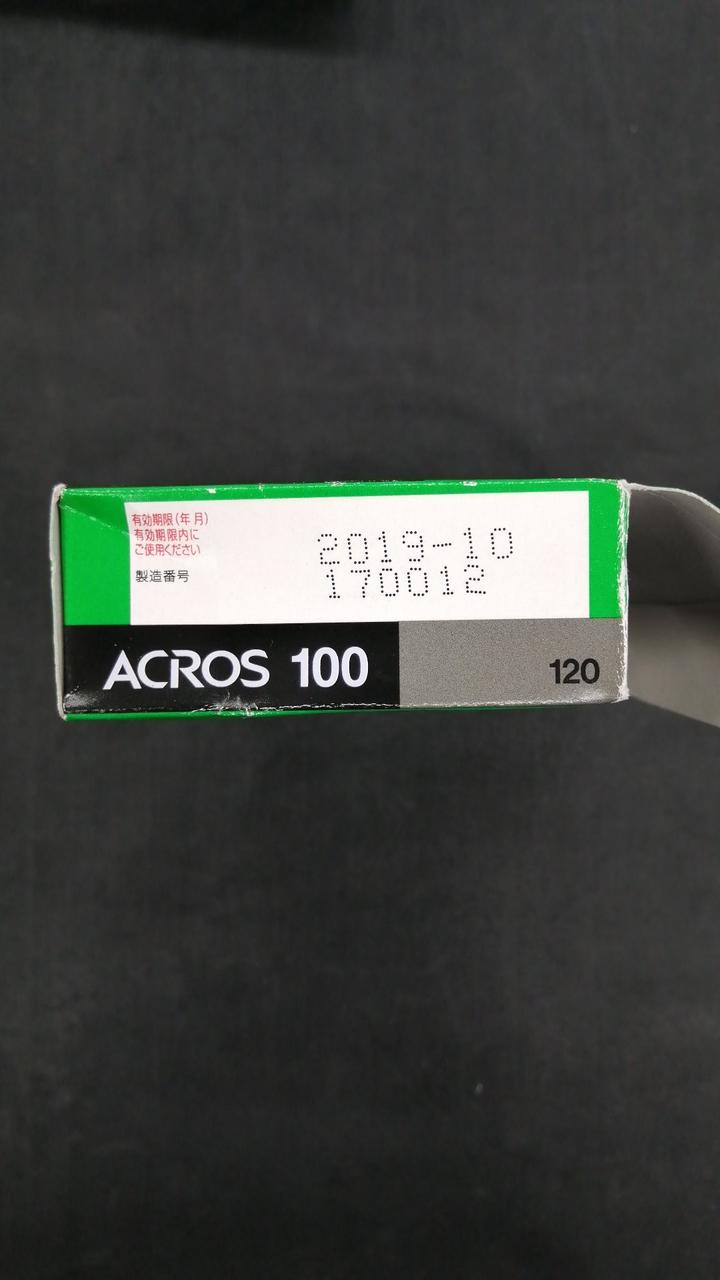 有効期限(年月)
有効期限内に
ご使用ください
2019-10
製造番号
170012
ACROS 100
120